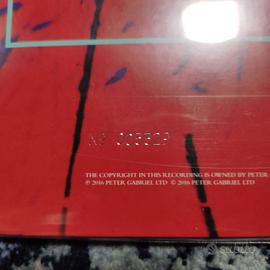 Nº 003329
THE COPYRIGHT IN THIS RECORDING IS OWNED BY PETER
℗ 2016 PETER GABRIEL LTD © 2016 PETER GABRIEL LTD
subito